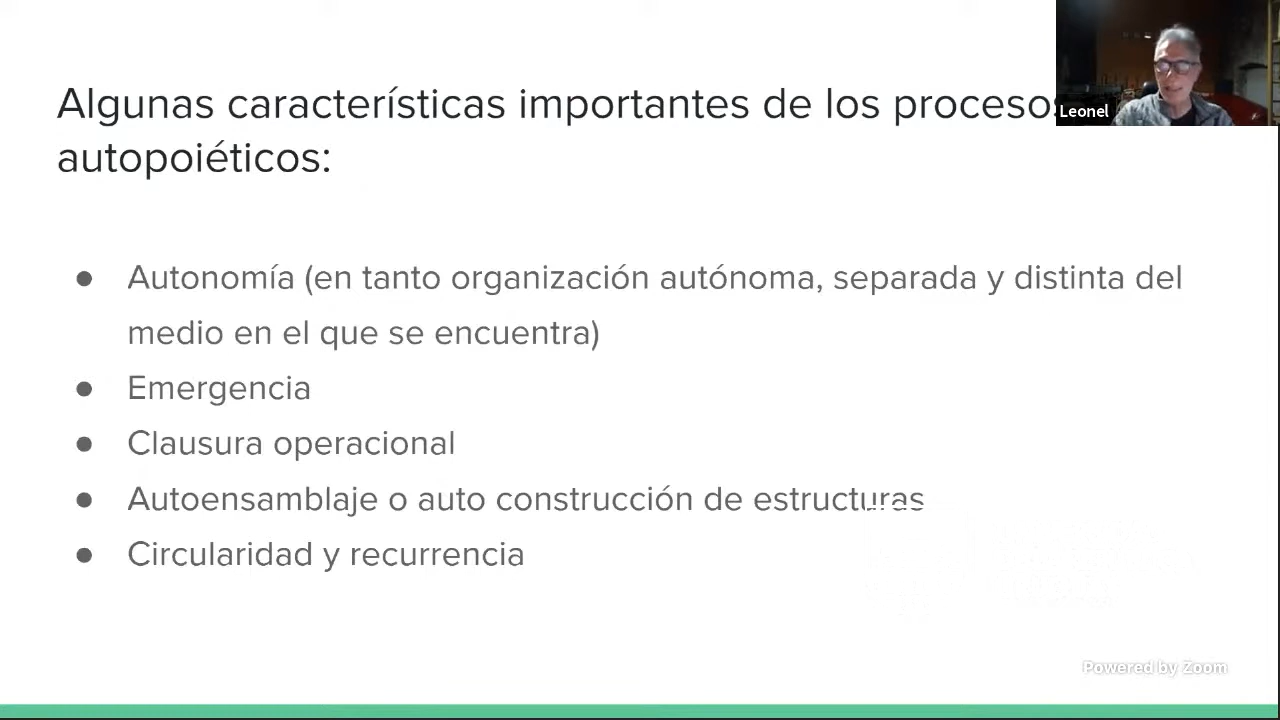 Algunas características importantes de los procesos
autopoiéticos:
Leonel
● Autonomía (en tanto organización autónoma, separada y distinta del
medio en el que se encuentra)
● Emergencia
● Clausura operacional
● Autoensamblaje o auto construcción de estructuras
● Circularidad y recurrencia
Powered by Zoom